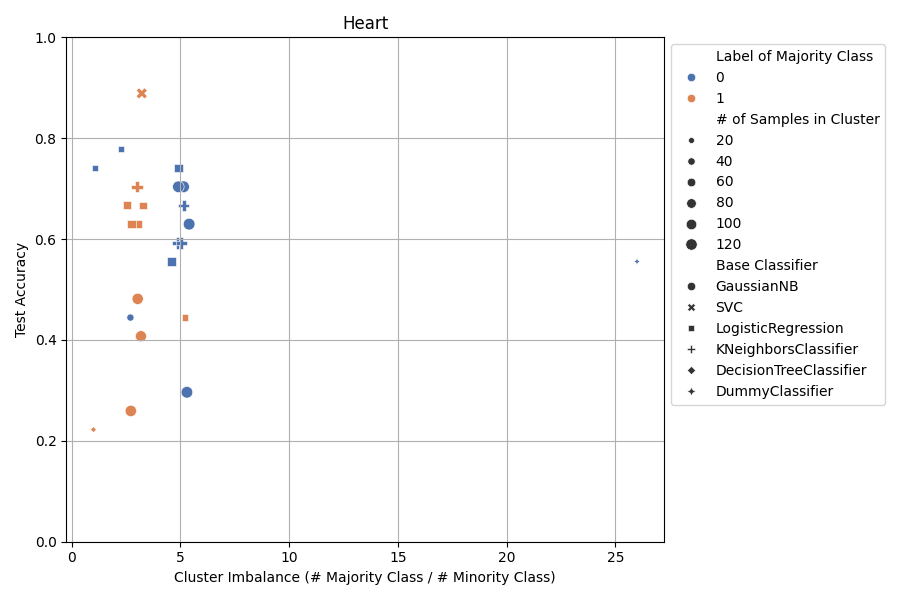 Heart
1.0
0.8
0.6
0.4
0.2
0.0
Test Accuracy
0
5
10
15
20
25
Cluster Imbalance (# Majority Class / # Minority Class)
Label of Majority Class
0
1
# of Samples in Cluster
20
40
60
80
100
120
Base Classifier
GaussianNB
SVC
LogisticRegression
KNeighborsClassifier
DecisionTreeClassifier
DummyClassifier